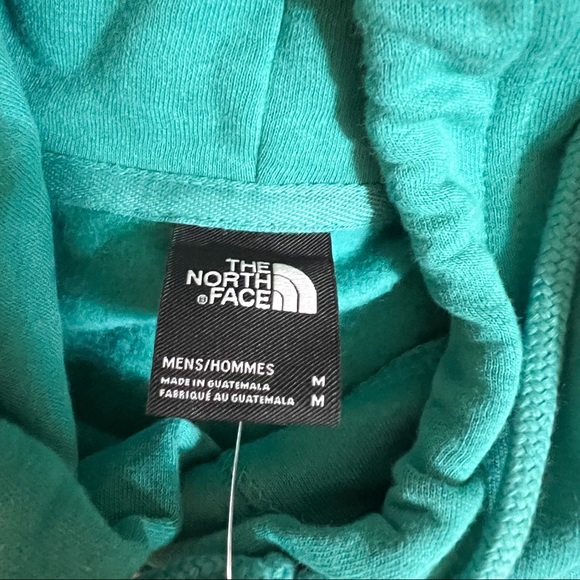 THE
NORTH
FACE
MENS/HOMMES
MADE IN GUATEMALA M
FABRIQUÉ AU GUATEMALA M